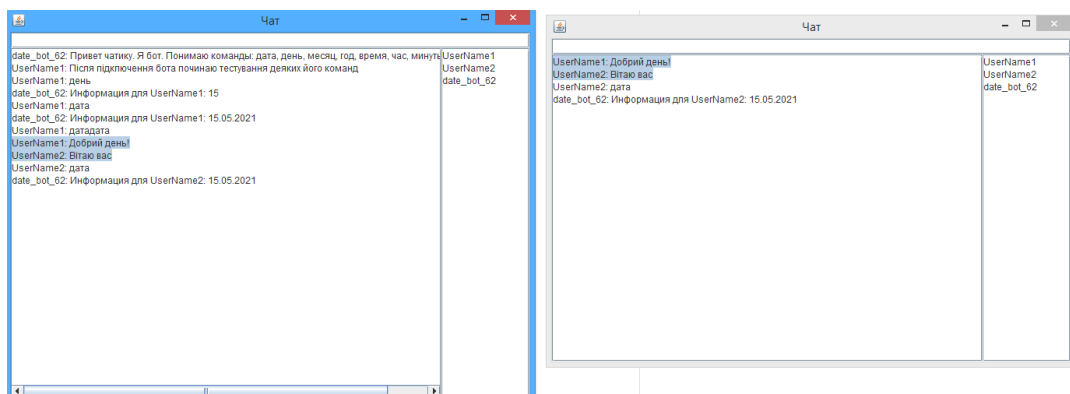 Чат
date_bot_62: Привет чатику. Я бот. Понимаю команды: дата, день, месяц, год, время, час, минуть
UserName1: Після підключення бота починаю тестування деяких його команд
UserName1: день
date_bot_62: Информация для UserName1: 15
UserName1: дата
date_bot_62: Информация для UserName1: 15.05.2021
UserName1: датадата
UserName1: Добрий день!
UserName2: Вітаю вас
UserName2: дата
date_bot_62: Информация для UserName2: 15.05.2021
UserName1
UserName2
date_bot_62
Чат
UserName1: Добрий день!
UserName2: Вітаю вас
UserName2: дата
date_bot_62: Информация для UserName2: 15.05.2021
UserName1
UserName2
date_bot_62